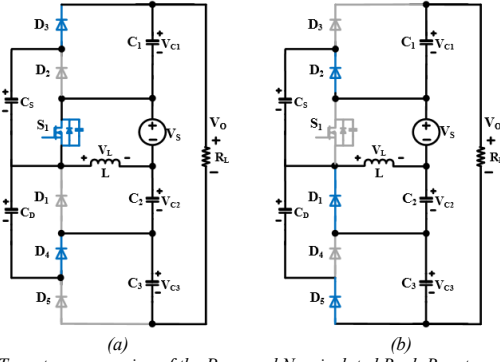 D3
C1
+
VC1
−
D2
+
CS
−
S1
+
VS
−
VO
+
RL
−
+ VL −
L
D1
C2
+
VC2
−
+
CD
−
D4
C3
+
VC3
−
D5
(a)
D3
C1
+
VC1
−
D2
+
CS
−
S1
+
VS
−
VO
+
R
−
+ VL −
L
D1
C2
+
VC2
−
+
CD
−
D4
C3
+
VC3
−
D5
(b)